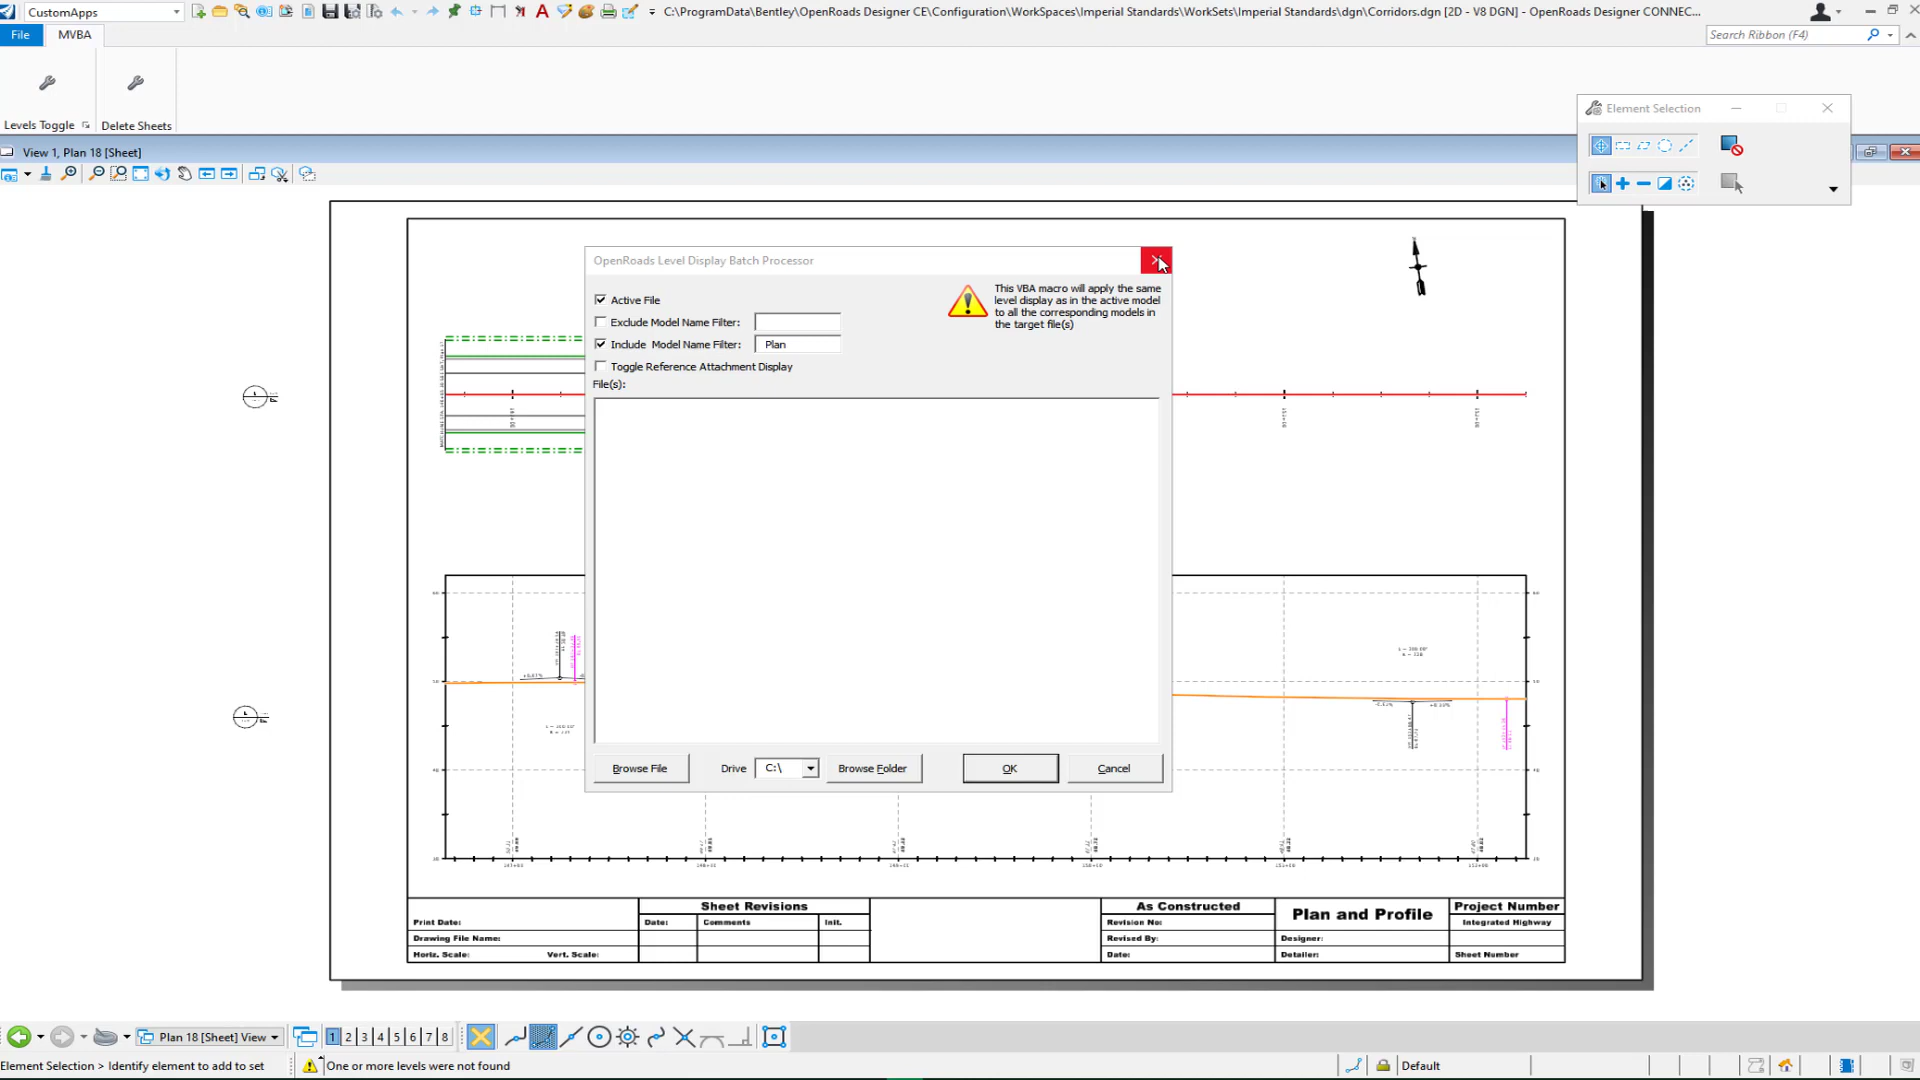 CustomApps
C:\ProgramData\Bentley\OpenRoads Designer CE\Configuration\WorkSpaces\Imperial Standards\WorkSets\Imperial Standards\dgn\Corridors.dgn [2D - V8 DGN] - OpenRoads Designer CONNEC...
File
MVBA
Search Ribbon (F4)
Levels Toggle
Delete Sheets
Element Selection
View 1, Plan 18 [Sheet]
OpenRoads Level Display Batch Processor
Active File
Exclude Model Name Filter:
Include Model Name Filter:
Plan
Toggle Reference Attachment Display
This VBA macro will apply the same
level display as in the active model
to all the corresponding models in
the target file(s)
File(s):
Browse File
Drive
C:\
Browse Folder
OK
Cancel
Sheet Revisions
As Constructed
Plan and Profile
Project Number
Print Date:
Date:
Comments
Init.
Revision No:
Integrated Highway
Drawing File Name:
Revised By:
Designer:
Horiz. Scale:
Vert. Scale:
Date:
Detailer:
Sheet Number
Plan 18 [Sheet] View
1 2 3 4 5 6 7 8
Element Selection > Identify element to add to set
One or more levels were not found
Default